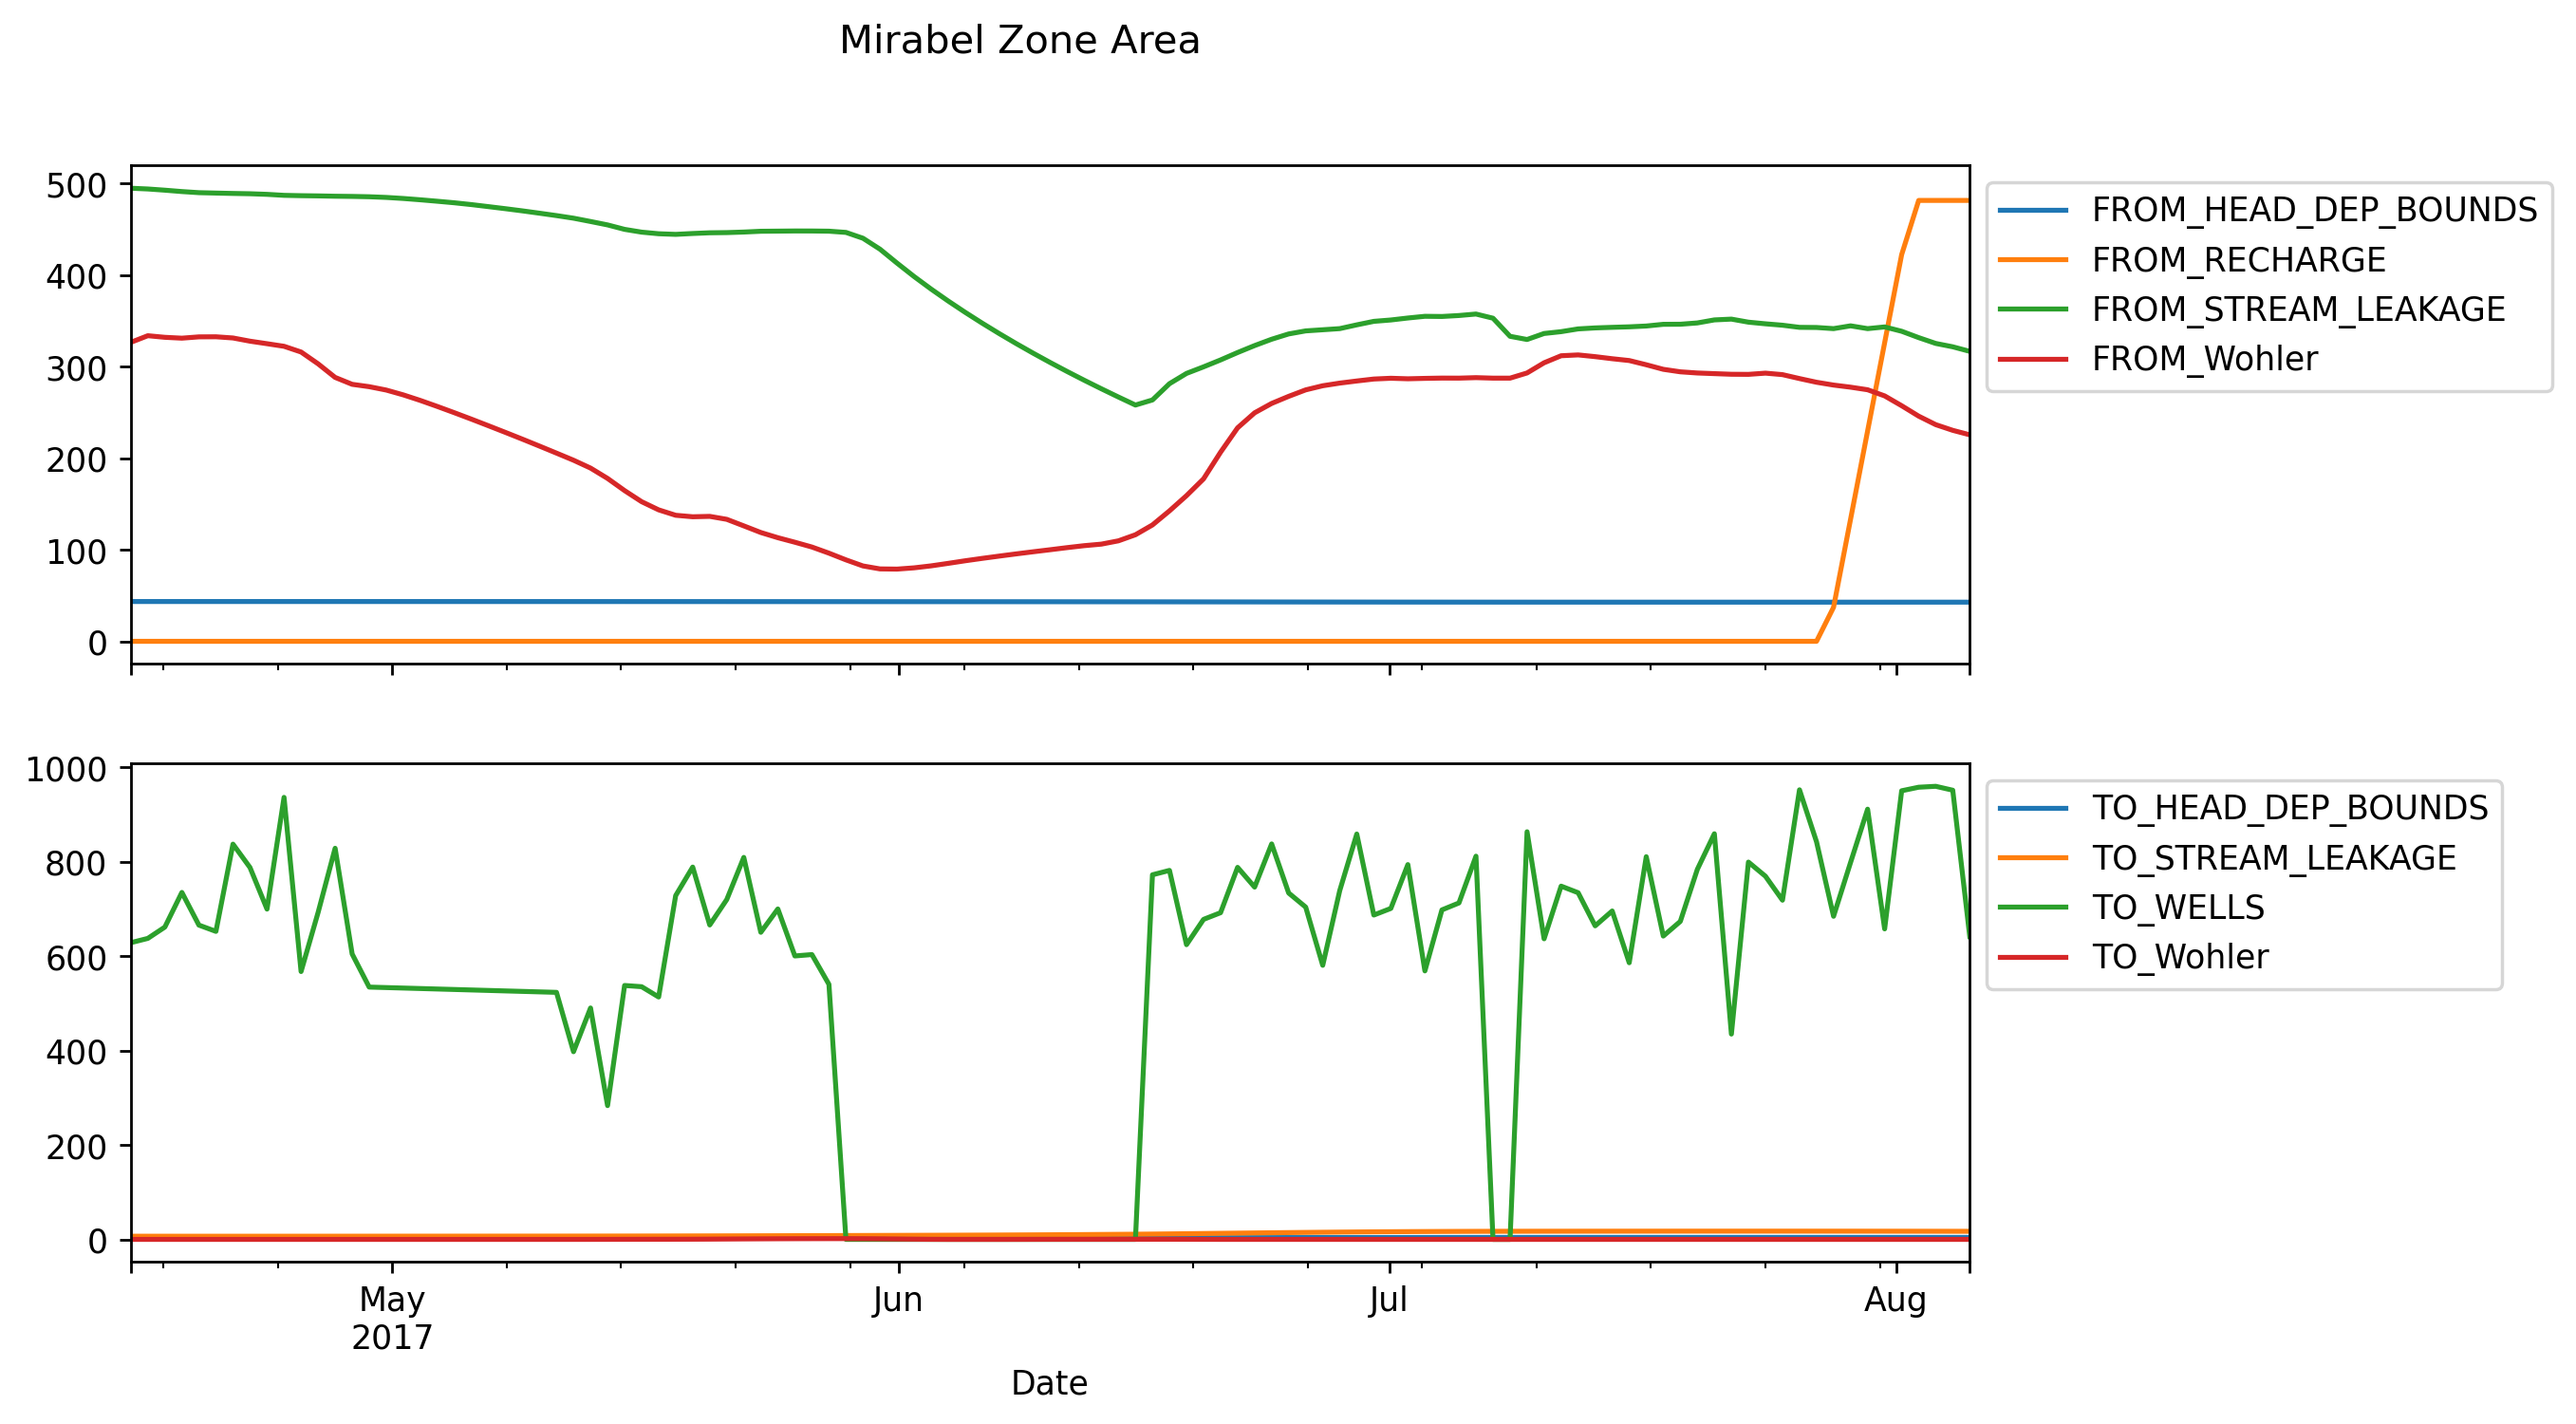 Mirabel Zone Area
500
400
300
200
100
0
FROM_HEAD_DEP_BOUNDS
FROM_RECHARGE
FROM_STREAM_LEAKAGE
FROM_Wohler
1000
800
600
400
200
0
TO_HEAD_DEP_BOUNDS
TO_STREAM_LEAKAGE
TO_WELLS
TO_Wohler
May Jun Jul Aug
2017
Date